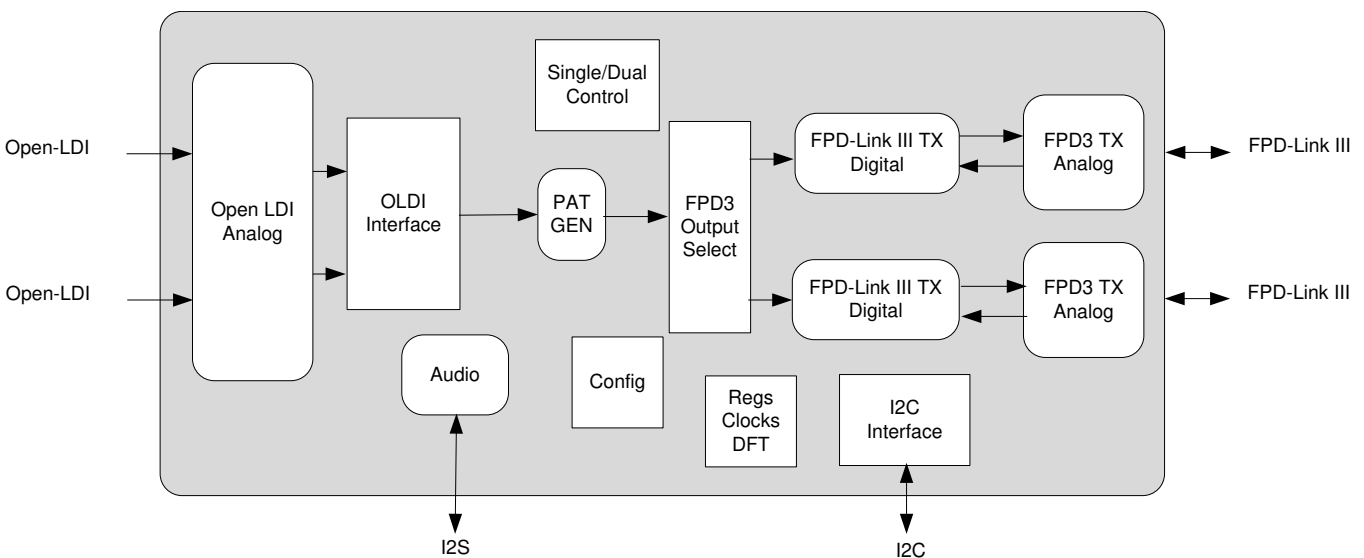 Single/Dual
Control
Open-LDI
FPD-Link III TX
Digital
FPD3 TX
Analog
FPD-Link III
Open LDI
Analog
OLDI
Interface
PAT
GEN
FPD3
Output
Select
Open-LDI
FPD-Link III TX
Digital
FPD3 TX
Analog
FPD-Link III
Audio
Config
Regs
Clocks
DFT
I2C
Interface
I2S
I2C